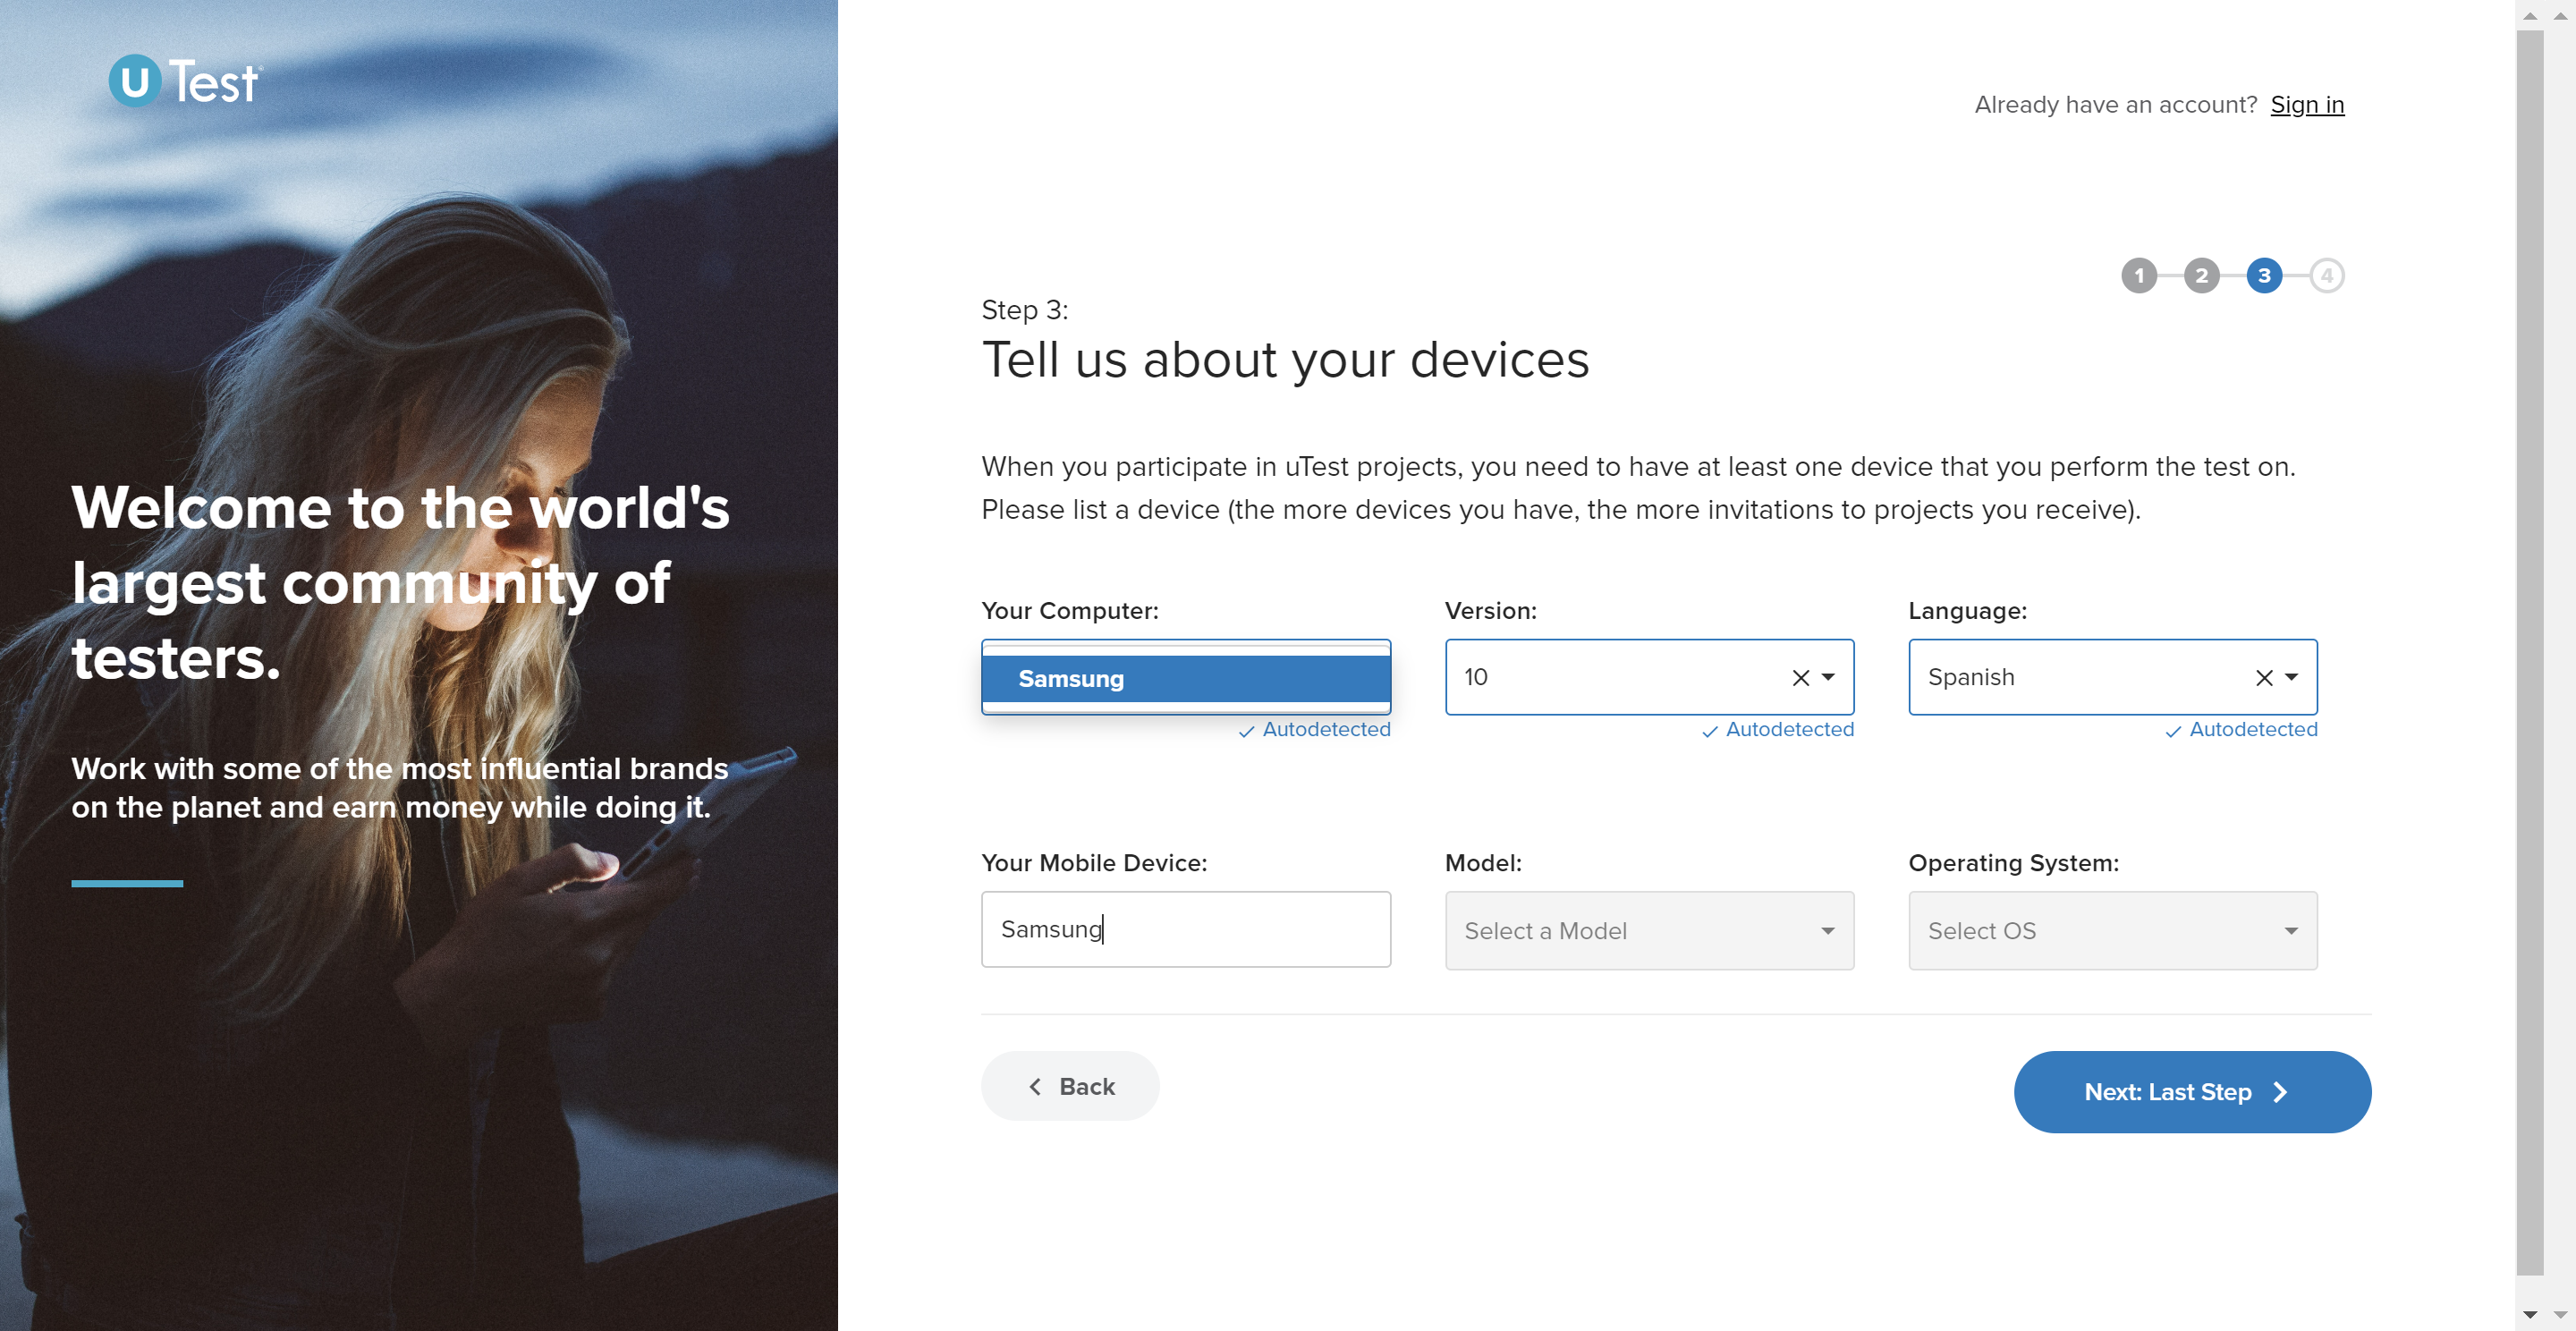 uTest
Welcome to the world's
largest community of
testers.
Work with some of the most influential brands
on the planet and earn money while doing it.
Already have an account? Sign in
1 2 3 4
Step 3:
Tell us about your devices
When you participate in uTest projects, you need to have at least one device that you perform the test on.
Please list a device (the more devices you have, the more invitations to projects you receive).
Your Computer: Version: Language:
Samsung 10 Spanish
Autodetected Autodetected Autodetected
Your Mobile Device: Model: Operating System:
Samsung Select a Model Select OS
Back Next: Last Step